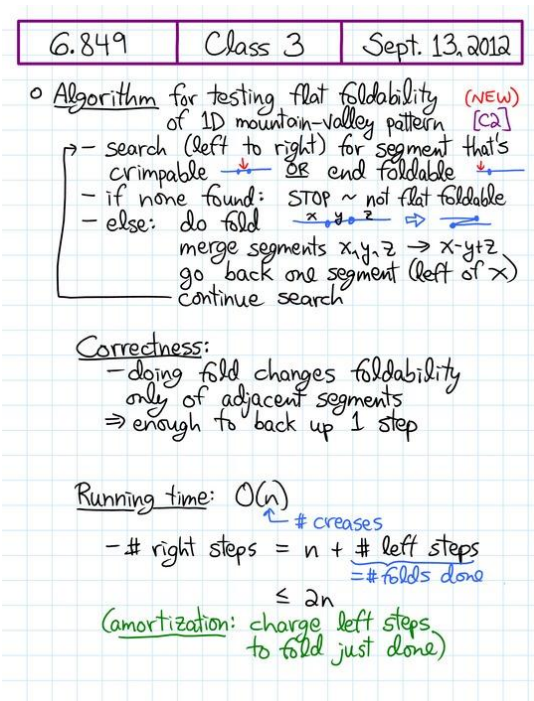 6.849 Class 3 Sept. 13, 2012
o Algorithm for testing flat foldability (NEW)
of 1D mountain-valley pattern [C2]
- search (left to right) for segment that's
crimpable OR end foldable
- if none found: STOP ~ not flat foldable
- else: do fold x y z ⇨
merge segments x, y, z → x-y+z
go back one segment (left of x)
continue search
Correctness:
- doing fold changes foldability
only of adjacent segments
⇒ enough to back up 1 step
Running time: O(n)
# creases
- # right steps = n + # left steps
= # folds done
≤ 2n
(amortization: charge left steps
to fold just done)